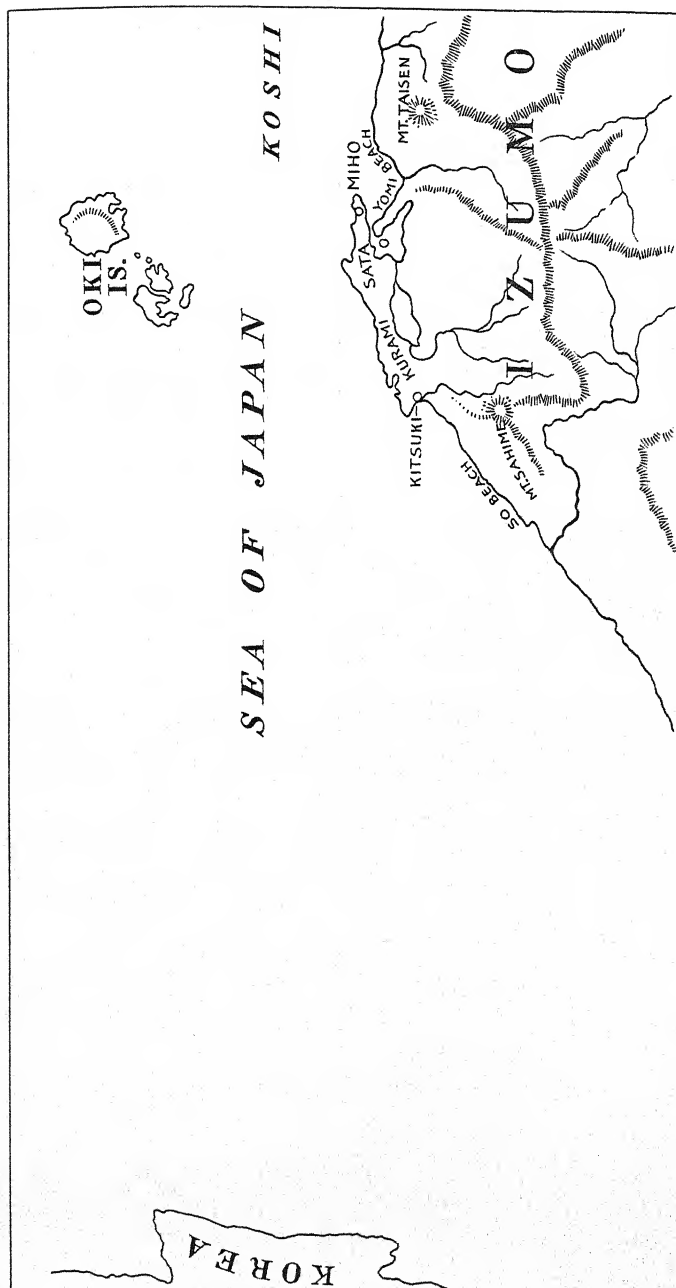 OKI
IS.
KOSHI
SEA OF JAPAN
MIHO
YOMI BEACH
MT. TAISEN
SATA
KURAMI
KITSUKI
IZUMO
SO BEACH
MT. SAHIME
KOREA